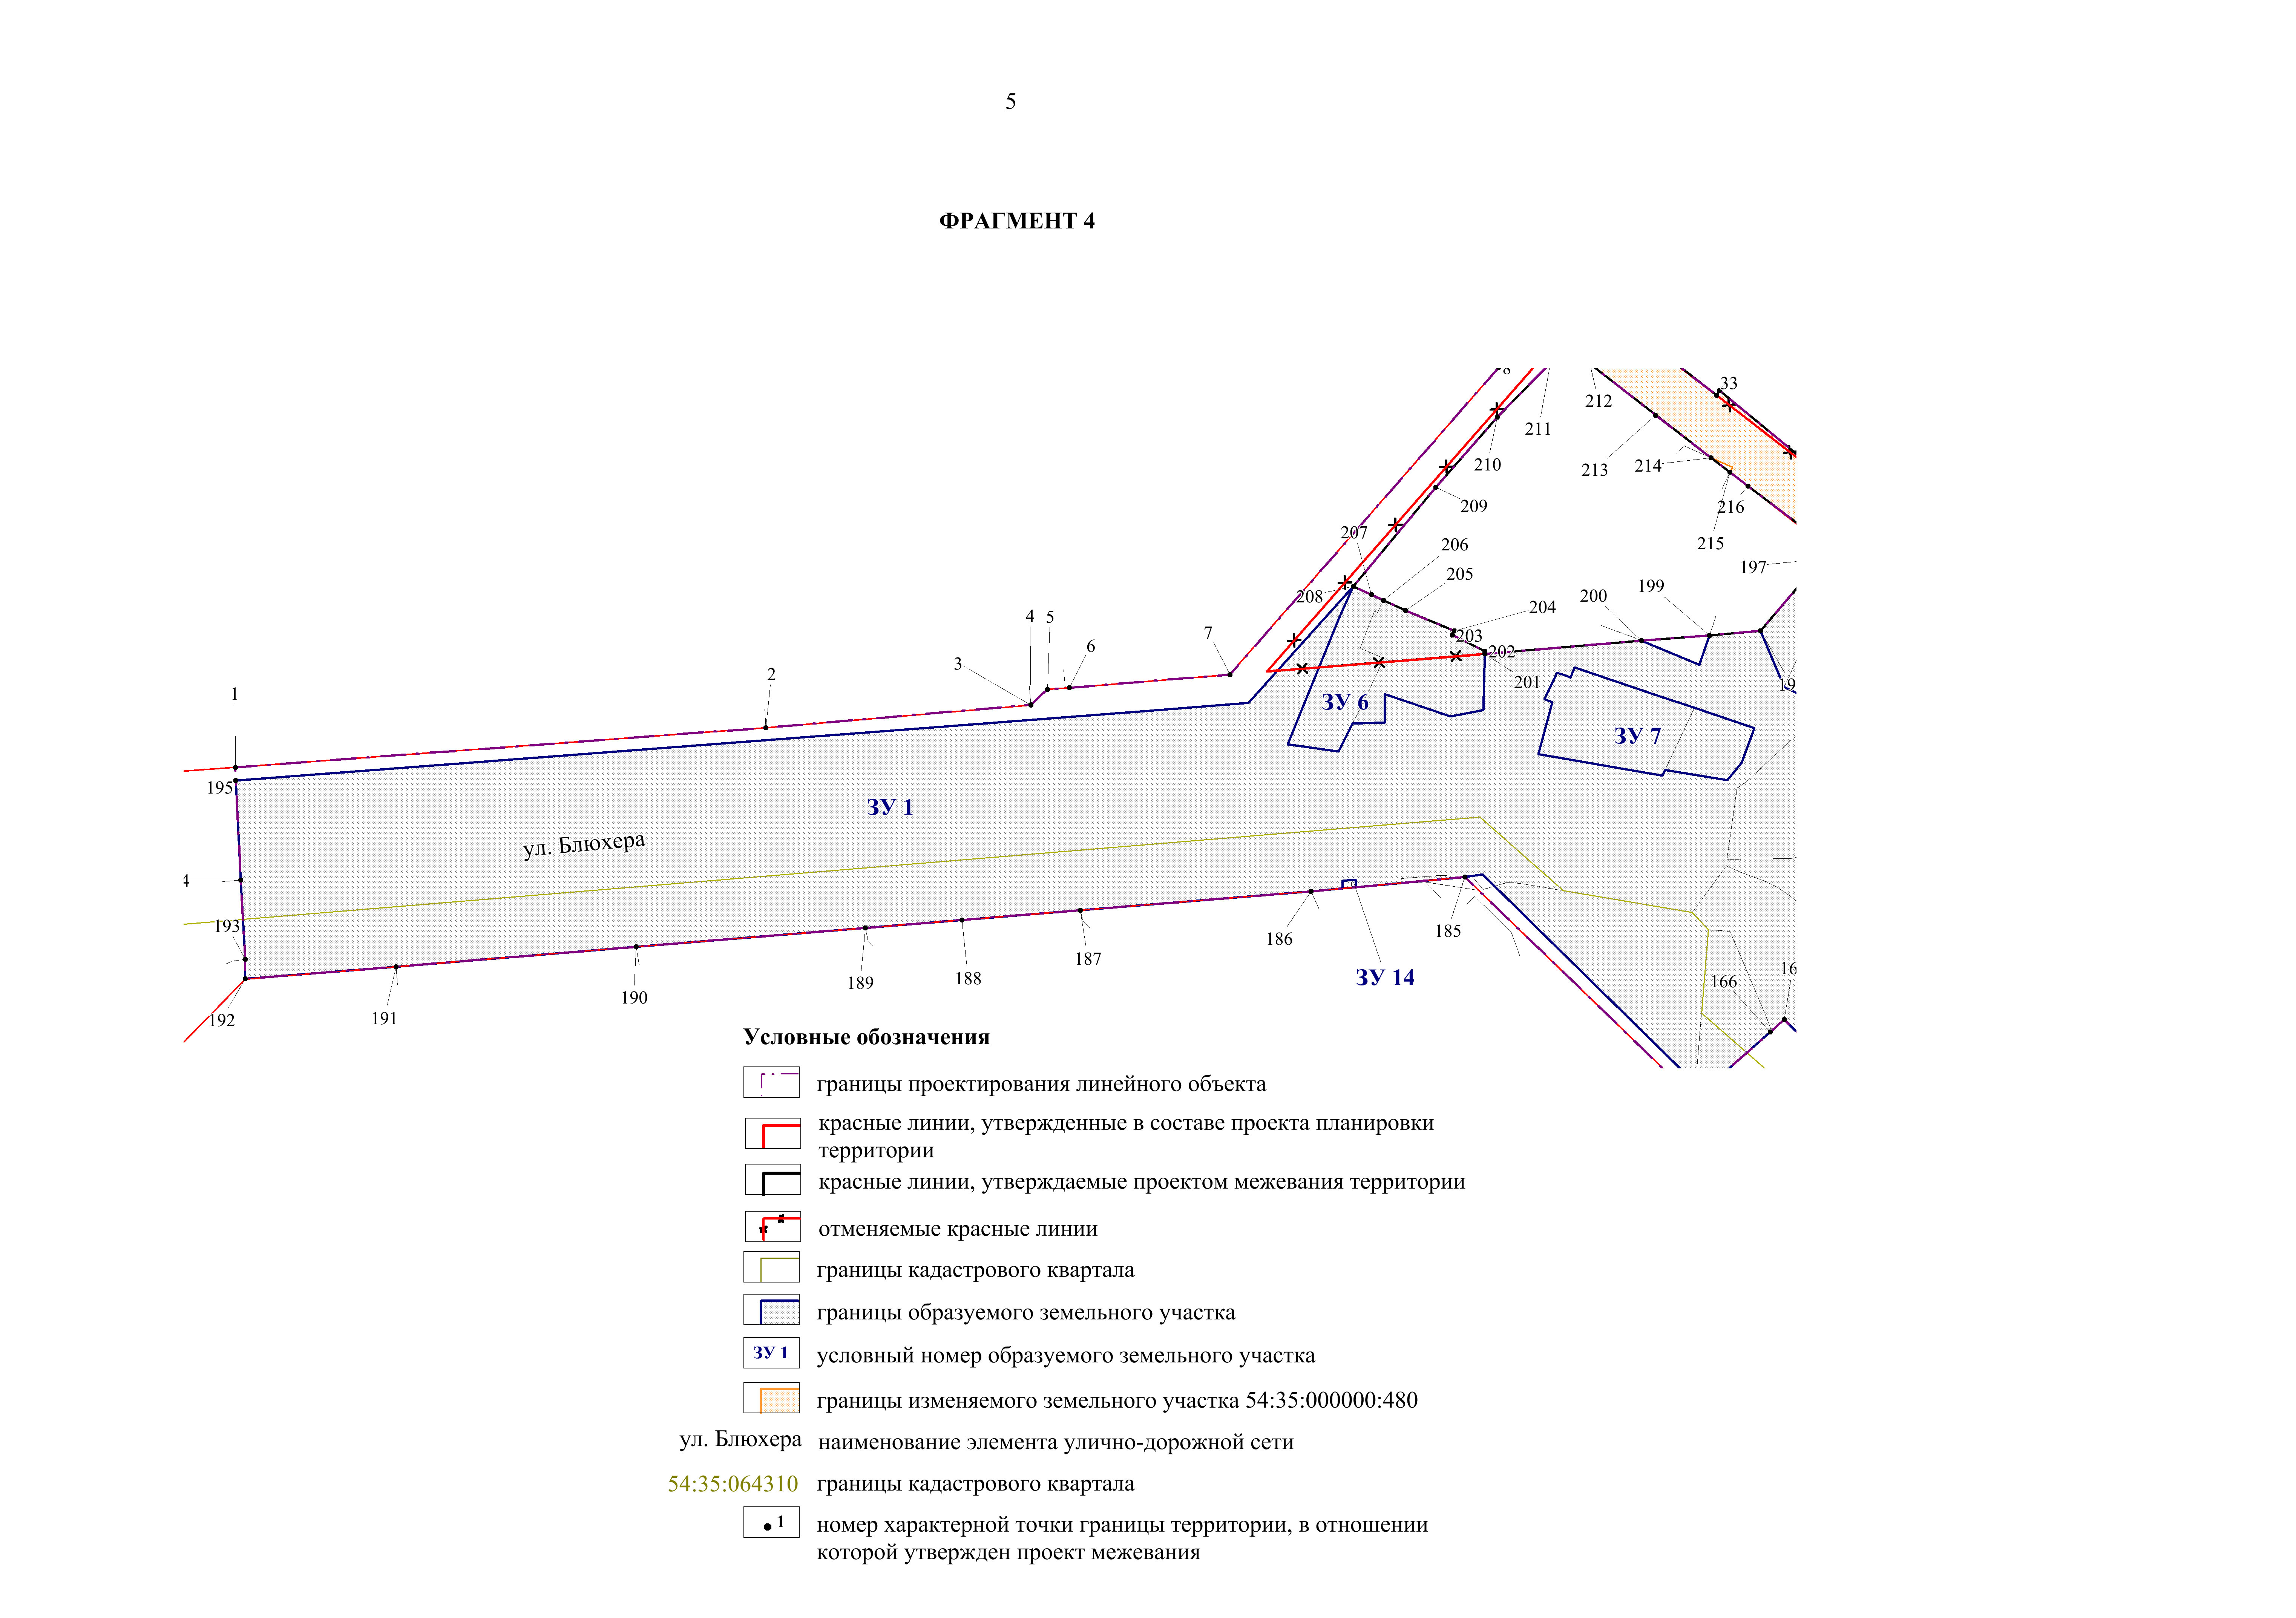 5
ФРАГМЕНТ 4
8
33
212
211
210
213
214
209
216
207
215
206
197
205
199
208
200
204
4
5
203
7
6
202
3
2
201
19
1
ЗУ 6
ЗУ 7
195
ЗУ 1
ул. Блюхера
4
193
185
186
187
16
ЗУ 14
188
166
189
190
191
192
Условные обозначения
границы проектирования линейного объекта
красные линии, утвержденные в составе проекта планировки
территории
красные линии, утверждаемые проектом межевания территории
отменяемые красные линии
границы кадастрового квартала
границы образуемого земельного участка
ЗУ 1 условный номер образуемого земельного участка
границы изменяемого земельного участка 54:35:000000:480
ул. Блюхера наименование элемента улично-дорожной сети
54:35:064310 границы кадастрового квартала
1 номер характерной точки границы территории, в отношении
которой утвержден проект межевания